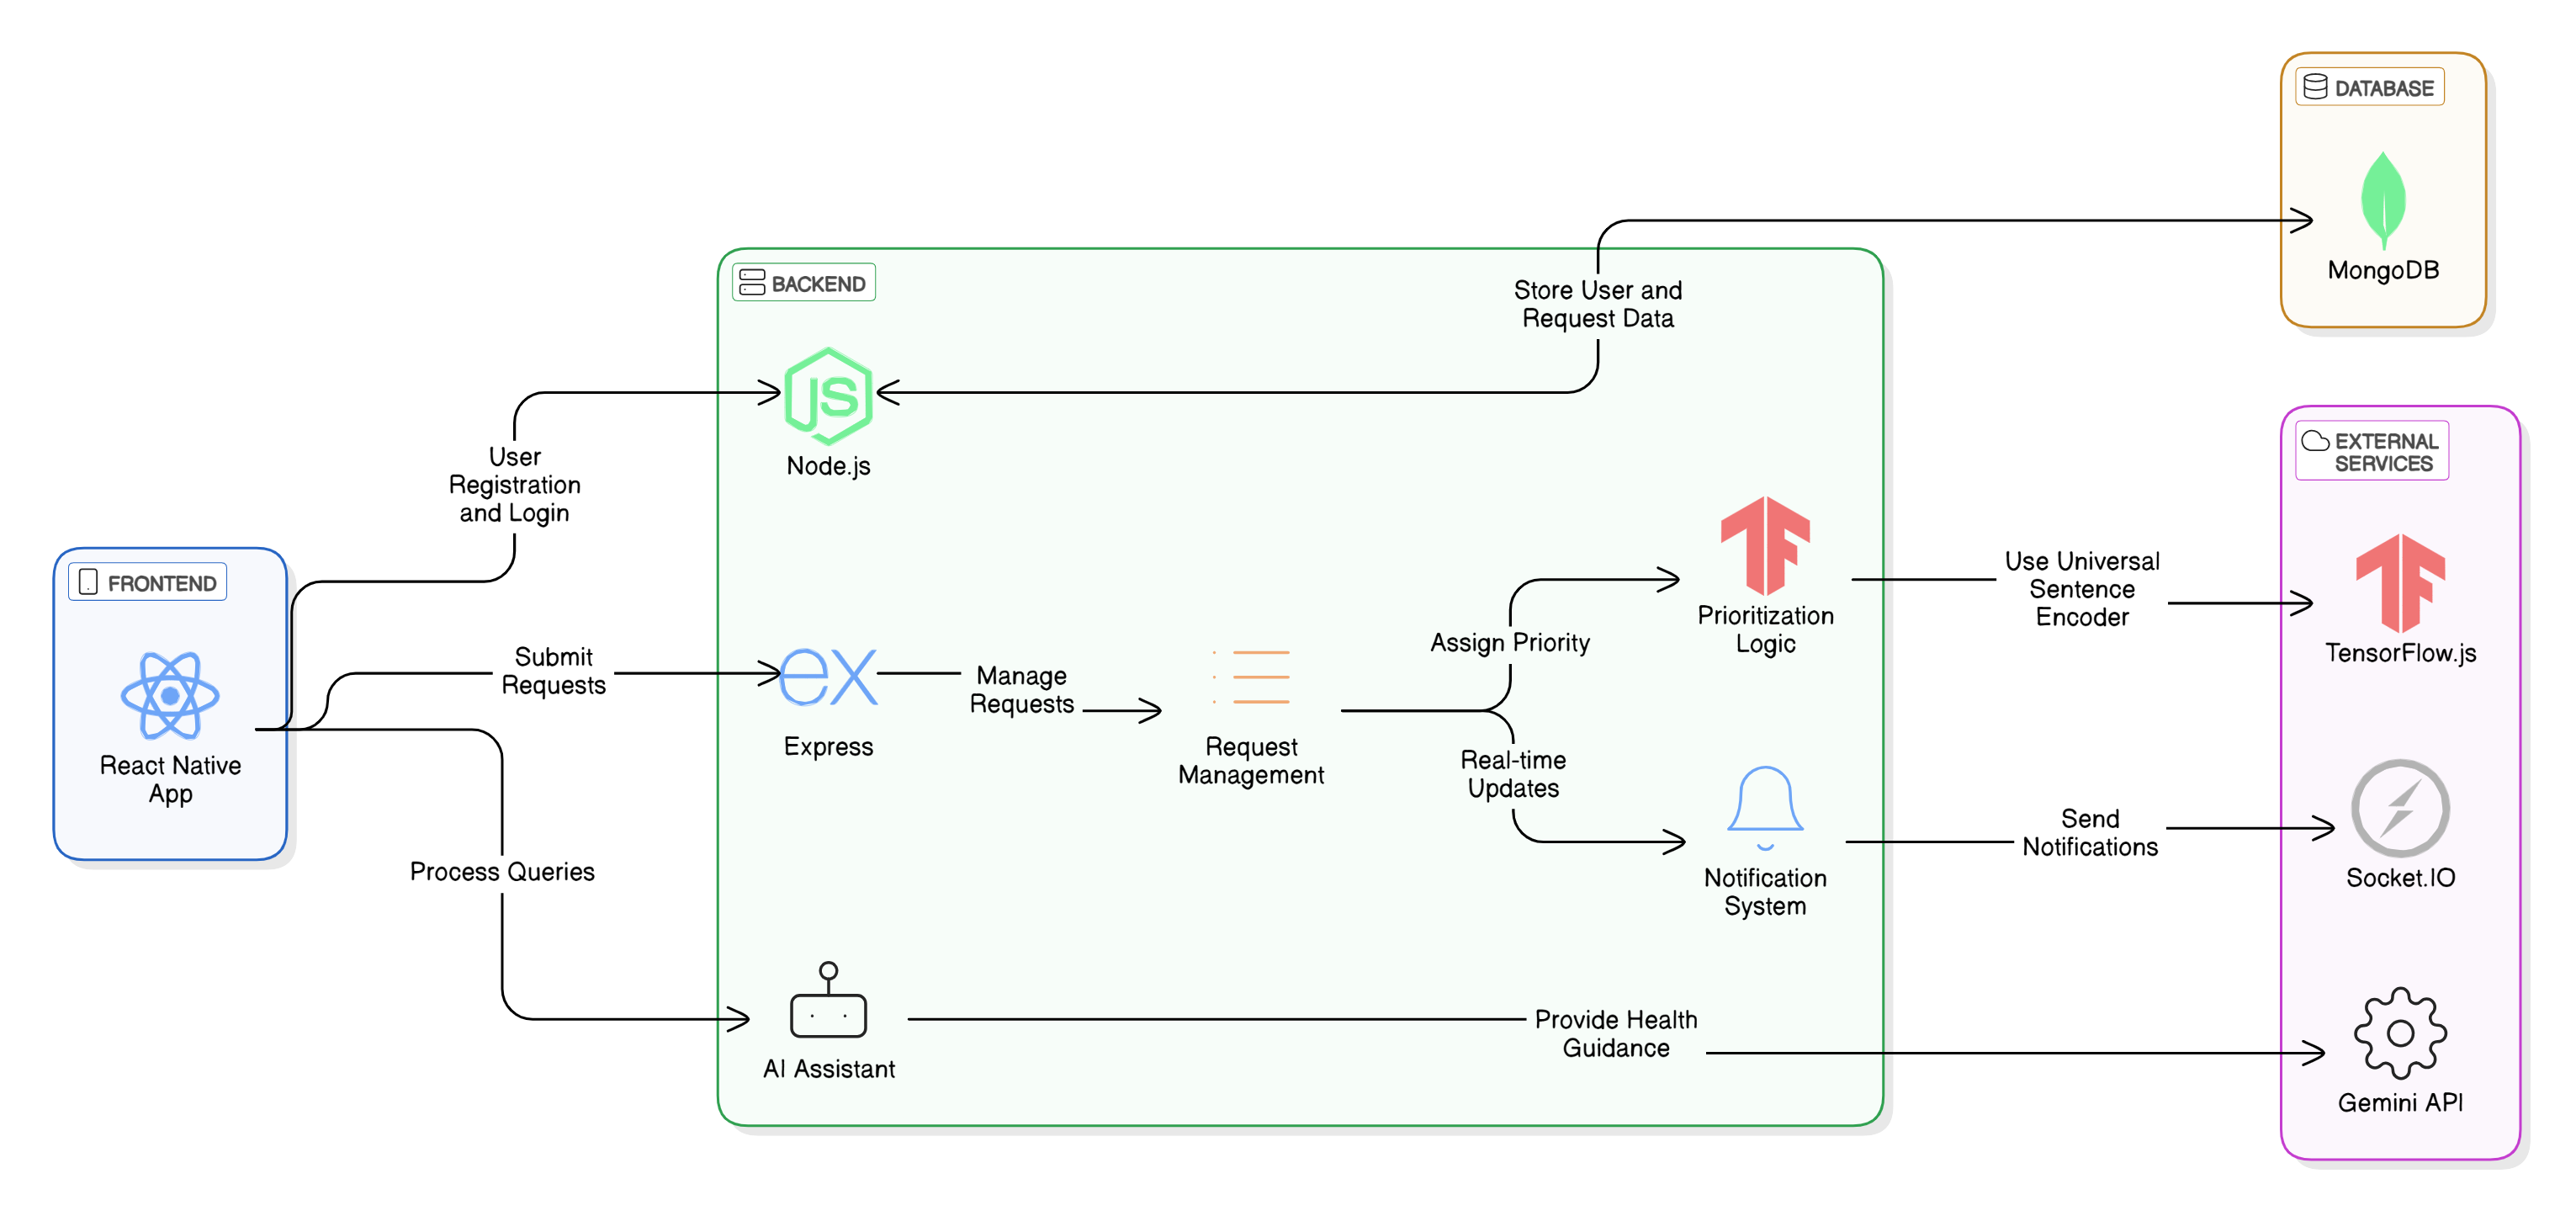 DATABASE
MongoDB
BACKEND
Store User and
Request Data
JS
Node.js
User
Registration
and Login
EXTERNAL
SERVICES
FRONTEND
React Native
App
Submit
Requests
Process Queries
ex
Express
Manage
Requests
Request
Management
Assign Priority
Real-time
Updates
Prioritization
Logic
Notification
System
Use Universal
Sentence
Encoder
TensorFlow.js
Send
Notifications
Socket.IO
AI Assistant
Provide Health
Guidance
Gemini API